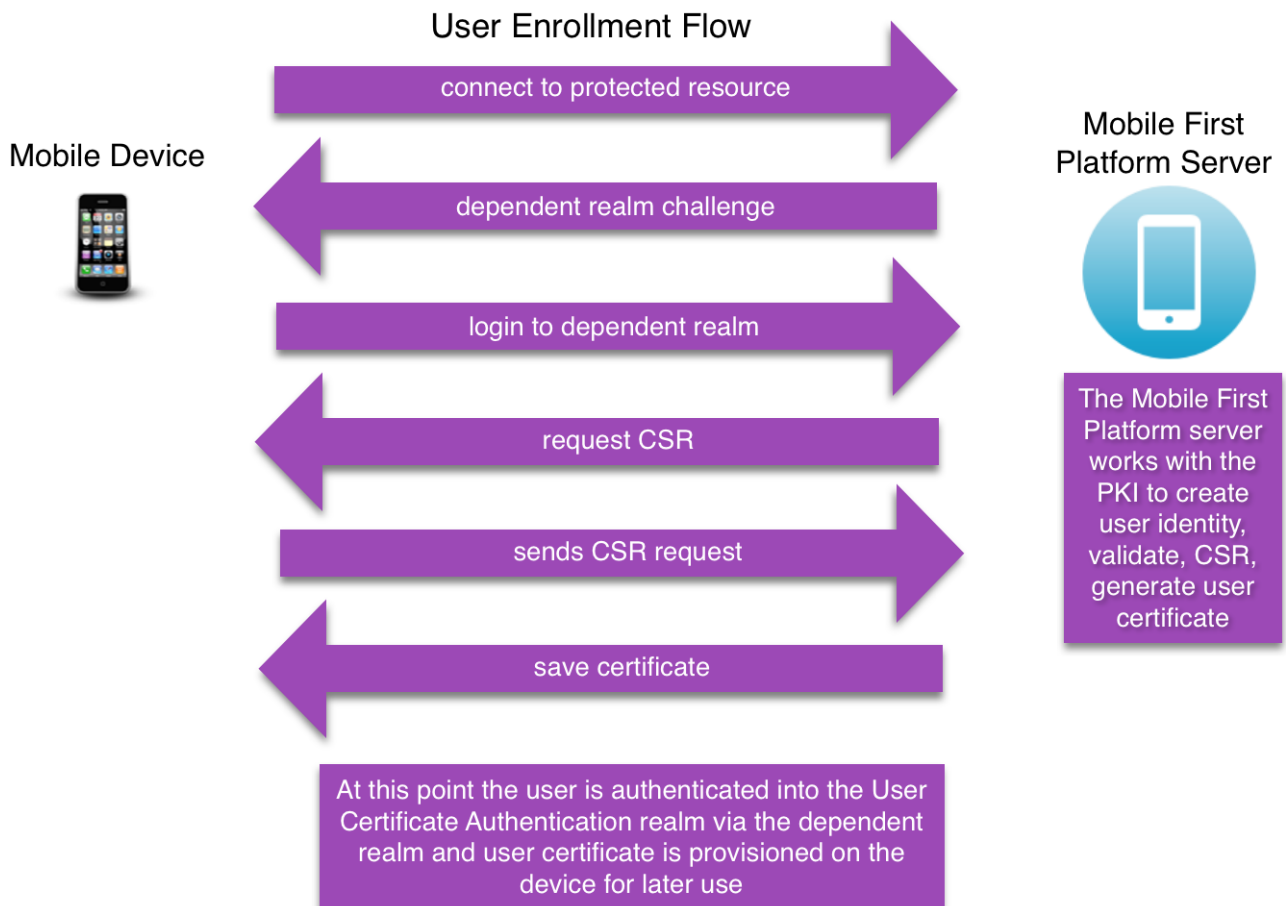 User Enrollment Flow
connect to protected resource
Mobile Device
Mobile First
Platform Server
dependent realm challenge
login to dependent realm
request CSR
sends CSR request
save certificate
The Mobile First
Platform server
works with the
PKI to create
user identity,
validate, CSR,
generate user
certificate
At this point the user is authenticated into the User
Certificate Authentication realm via the dependent
realm and user certificate is provisioned on the
device for later use